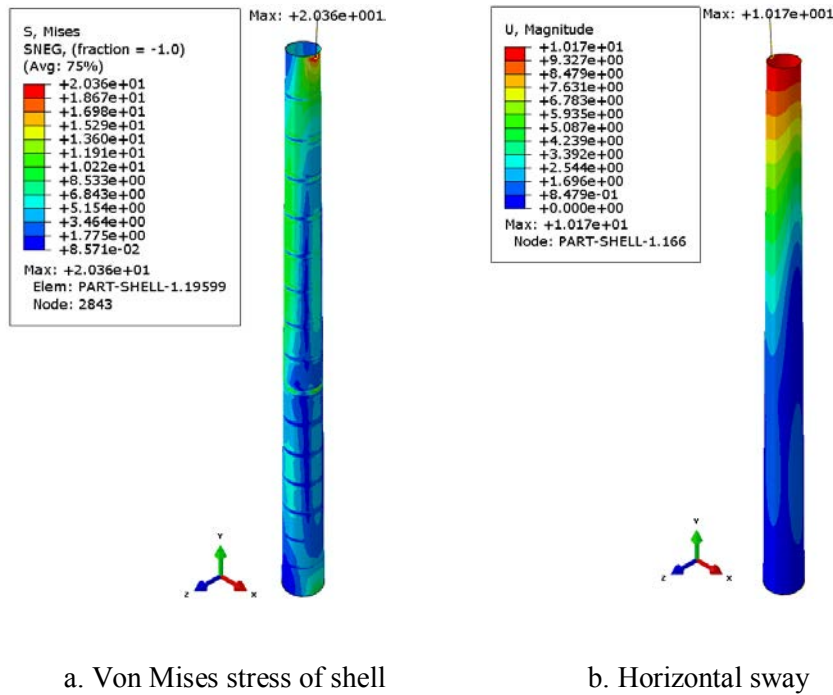 Max: +2.036e+001
S, Mises
SNEG, (fraction = -1.0)
(Avg: 75%)
+2.036e+01
+1.867e+01
+1.698e+01
+1.529e+01
+1.360e+01
+1.191e+01
+1.022e+01
+8.533e+00
+6.843e+00
+5.154e+00
+3.464e+00
+1.775e+00
+8.571e-02
Max: +2.036e+01
Elem: PART-SHELL-1.19599
Node: 2843
Y
Z
X
a. Von Mises stress of shell
Max: +1.017e+001
U, Magnitude
+1.017e+01
+9.327e+00
+8.479e+00
+7.631e+00
+6.783e+00
+5.935e+00
+5.087e+00
+4.239e+00
+3.392e+00
+2.544e+00
+1.696e+00
+8.479e-01
+0.000e+00
Max: +1.017e+01
Node: PART-SHELL-1.166
Y
Z
X
b. Horizontal sway